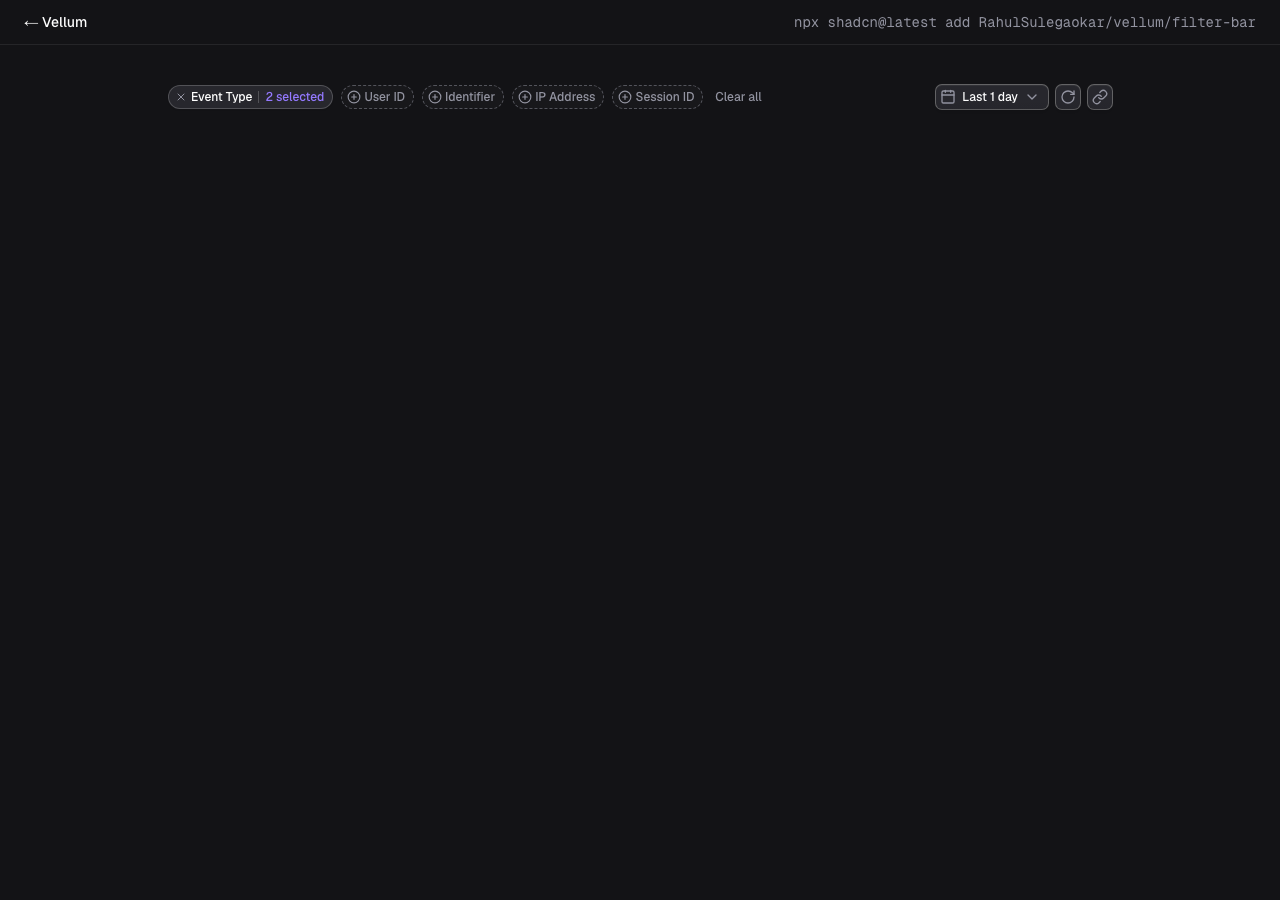 ← Vellum
npx shadcn@latest add RahulSulegaokar/vellum/filter-bar
Event Type | 2 selected
User ID
Identifier
IP Address
Session ID
Clear all
Last 1 day